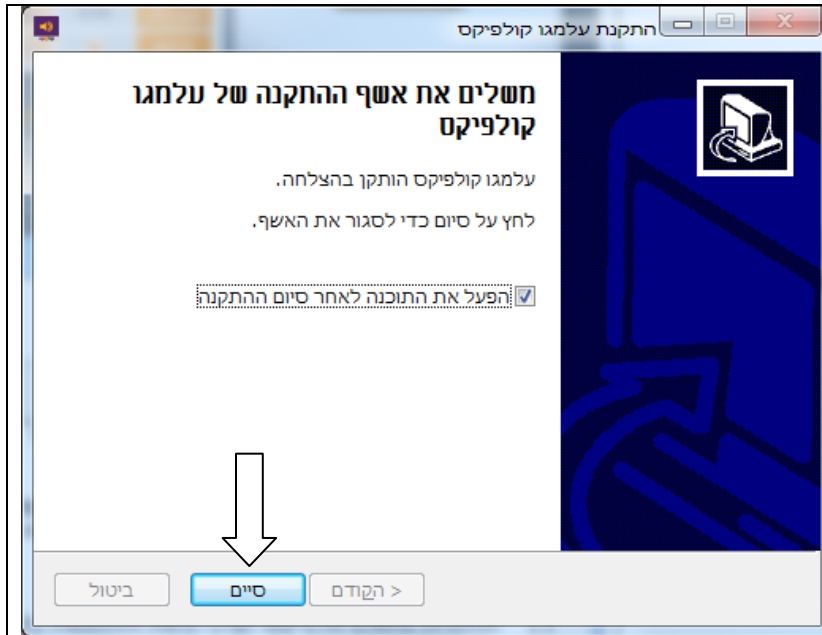 התקנת עלמגו קולפיקס
משלים את אשף ההתקנה של עלמגו
קולפיקס
עלמגו קולפיקס הותקן בהצלחה.
לחץ על סיום כדי לסגור את האשף.
הפעל את התוכנה לאחר סיום ההתקנה
< הקודם
סיים
ביטול